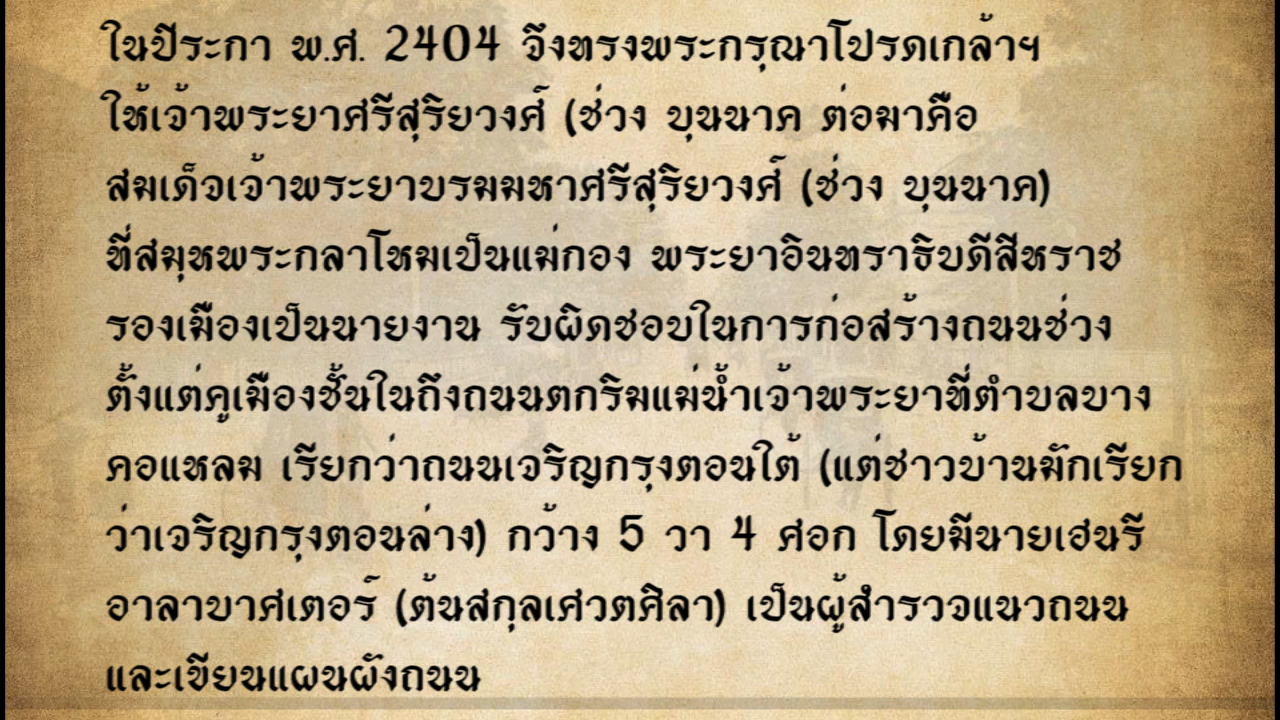 ในปีระกา พ.ศ. 2404 จึงทรงพระกรุณาโปรดเกล้าฯ
ให้เจ้าพระยาศรีสุริยวงศ์ (ช่วง บุนนาค ต่อมาคือ
สมเด็จเจ้าพระยาบรมมหาศรีสุริยวงศ์ (ช่วง บุนนาค)
ที่สมุหพระกลาโหมเป็นแม่กอง พระยาอินทราธิบดีสีหราช
รองเมืองเป็นนายงาน รับผิดชอบในการก่อสร้างถนนช่วง
ตั้งแต่คูเมืองชั้นในถึงถนนตกริมแม่น้ำเจ้าพระยาที่ตำบลบาง
คอแหลม เรียกว่าถนนเจริญกรุงตอนใต้ (แต่ชาวบ้านมักเรียก
ว่าเจริญกรุงตอนล่าง) กว้าง 5 วา 4 ศอก โดยมีนายเฮนรี
อาลาบาศเตอร์ (ต้นสกุลเศวตศิลา) เป็นผู้สำรวจแนวถนน
และเขียนแผนผังถนน